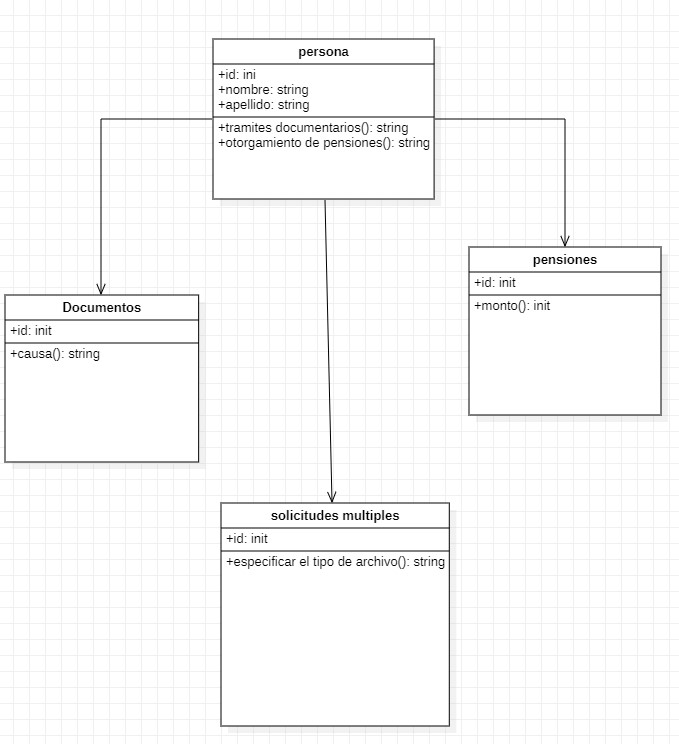 persona
+id: ini
+nombre: string
+apellido: string
+tramites documentarios(): string
+otorgamiento de pensiones(): string
pensiones
+id: init
+monto(): init
Documentos
+id: init
+causa(): string
solicitudes multiples
+id: init
+especificar el tipo de archivo(): string